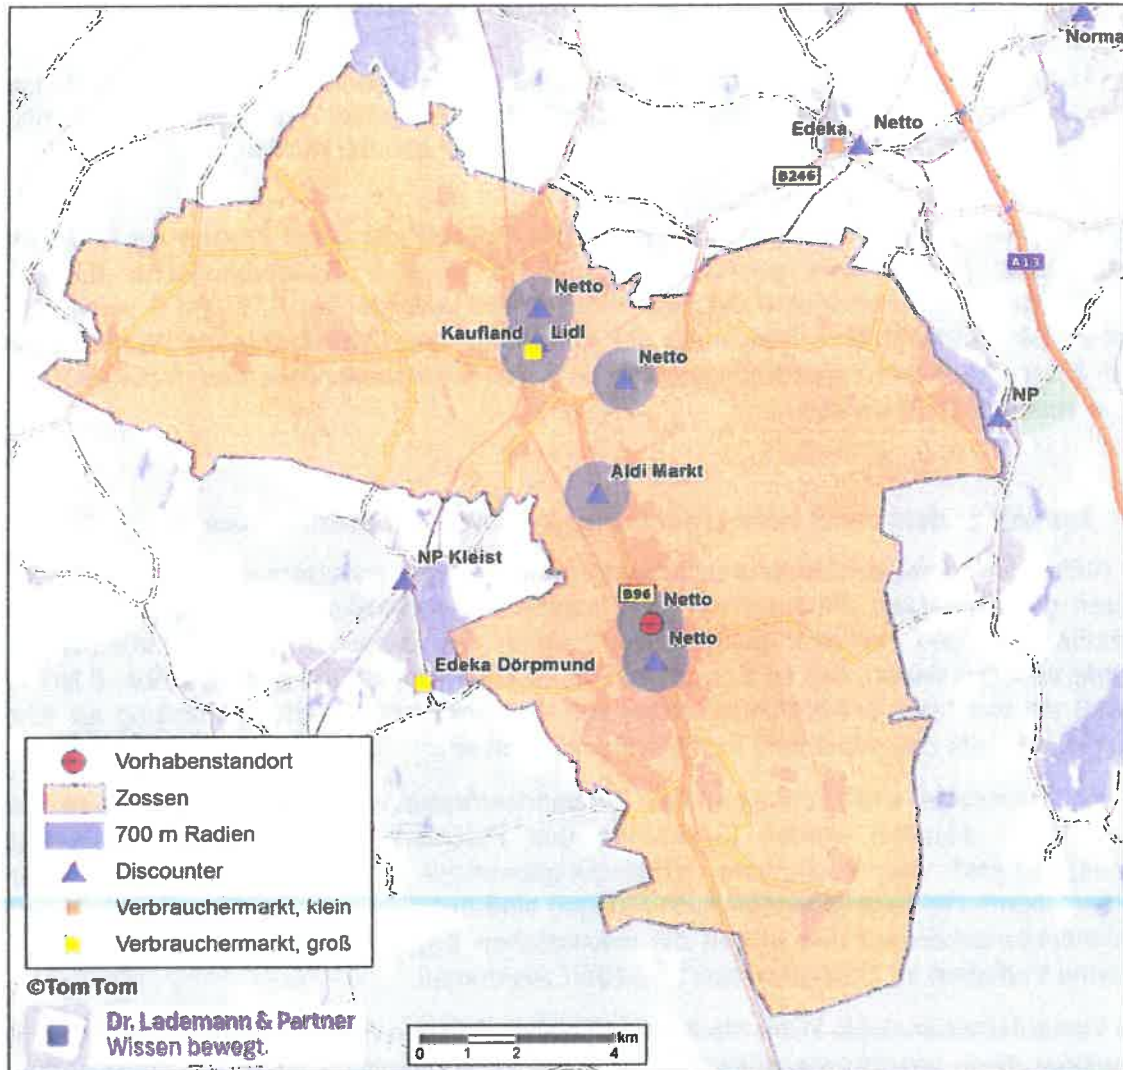 Norma
Edeka
Netto
B246
A13
Netto
Kaufland
Lidl
Netto
NP
Aldi Markt
NP Kleist
B96
Netto
Netto
Edeka Dörpmund
Vorhabenstandort
Zossen
700 m Radien
Discounter
Verbrauchermarkt, klein
Verbrauchermarkt, groß
©TomTom
Dr. Lademann & Partner
Wissen bewegt.
km
0 1 2 4